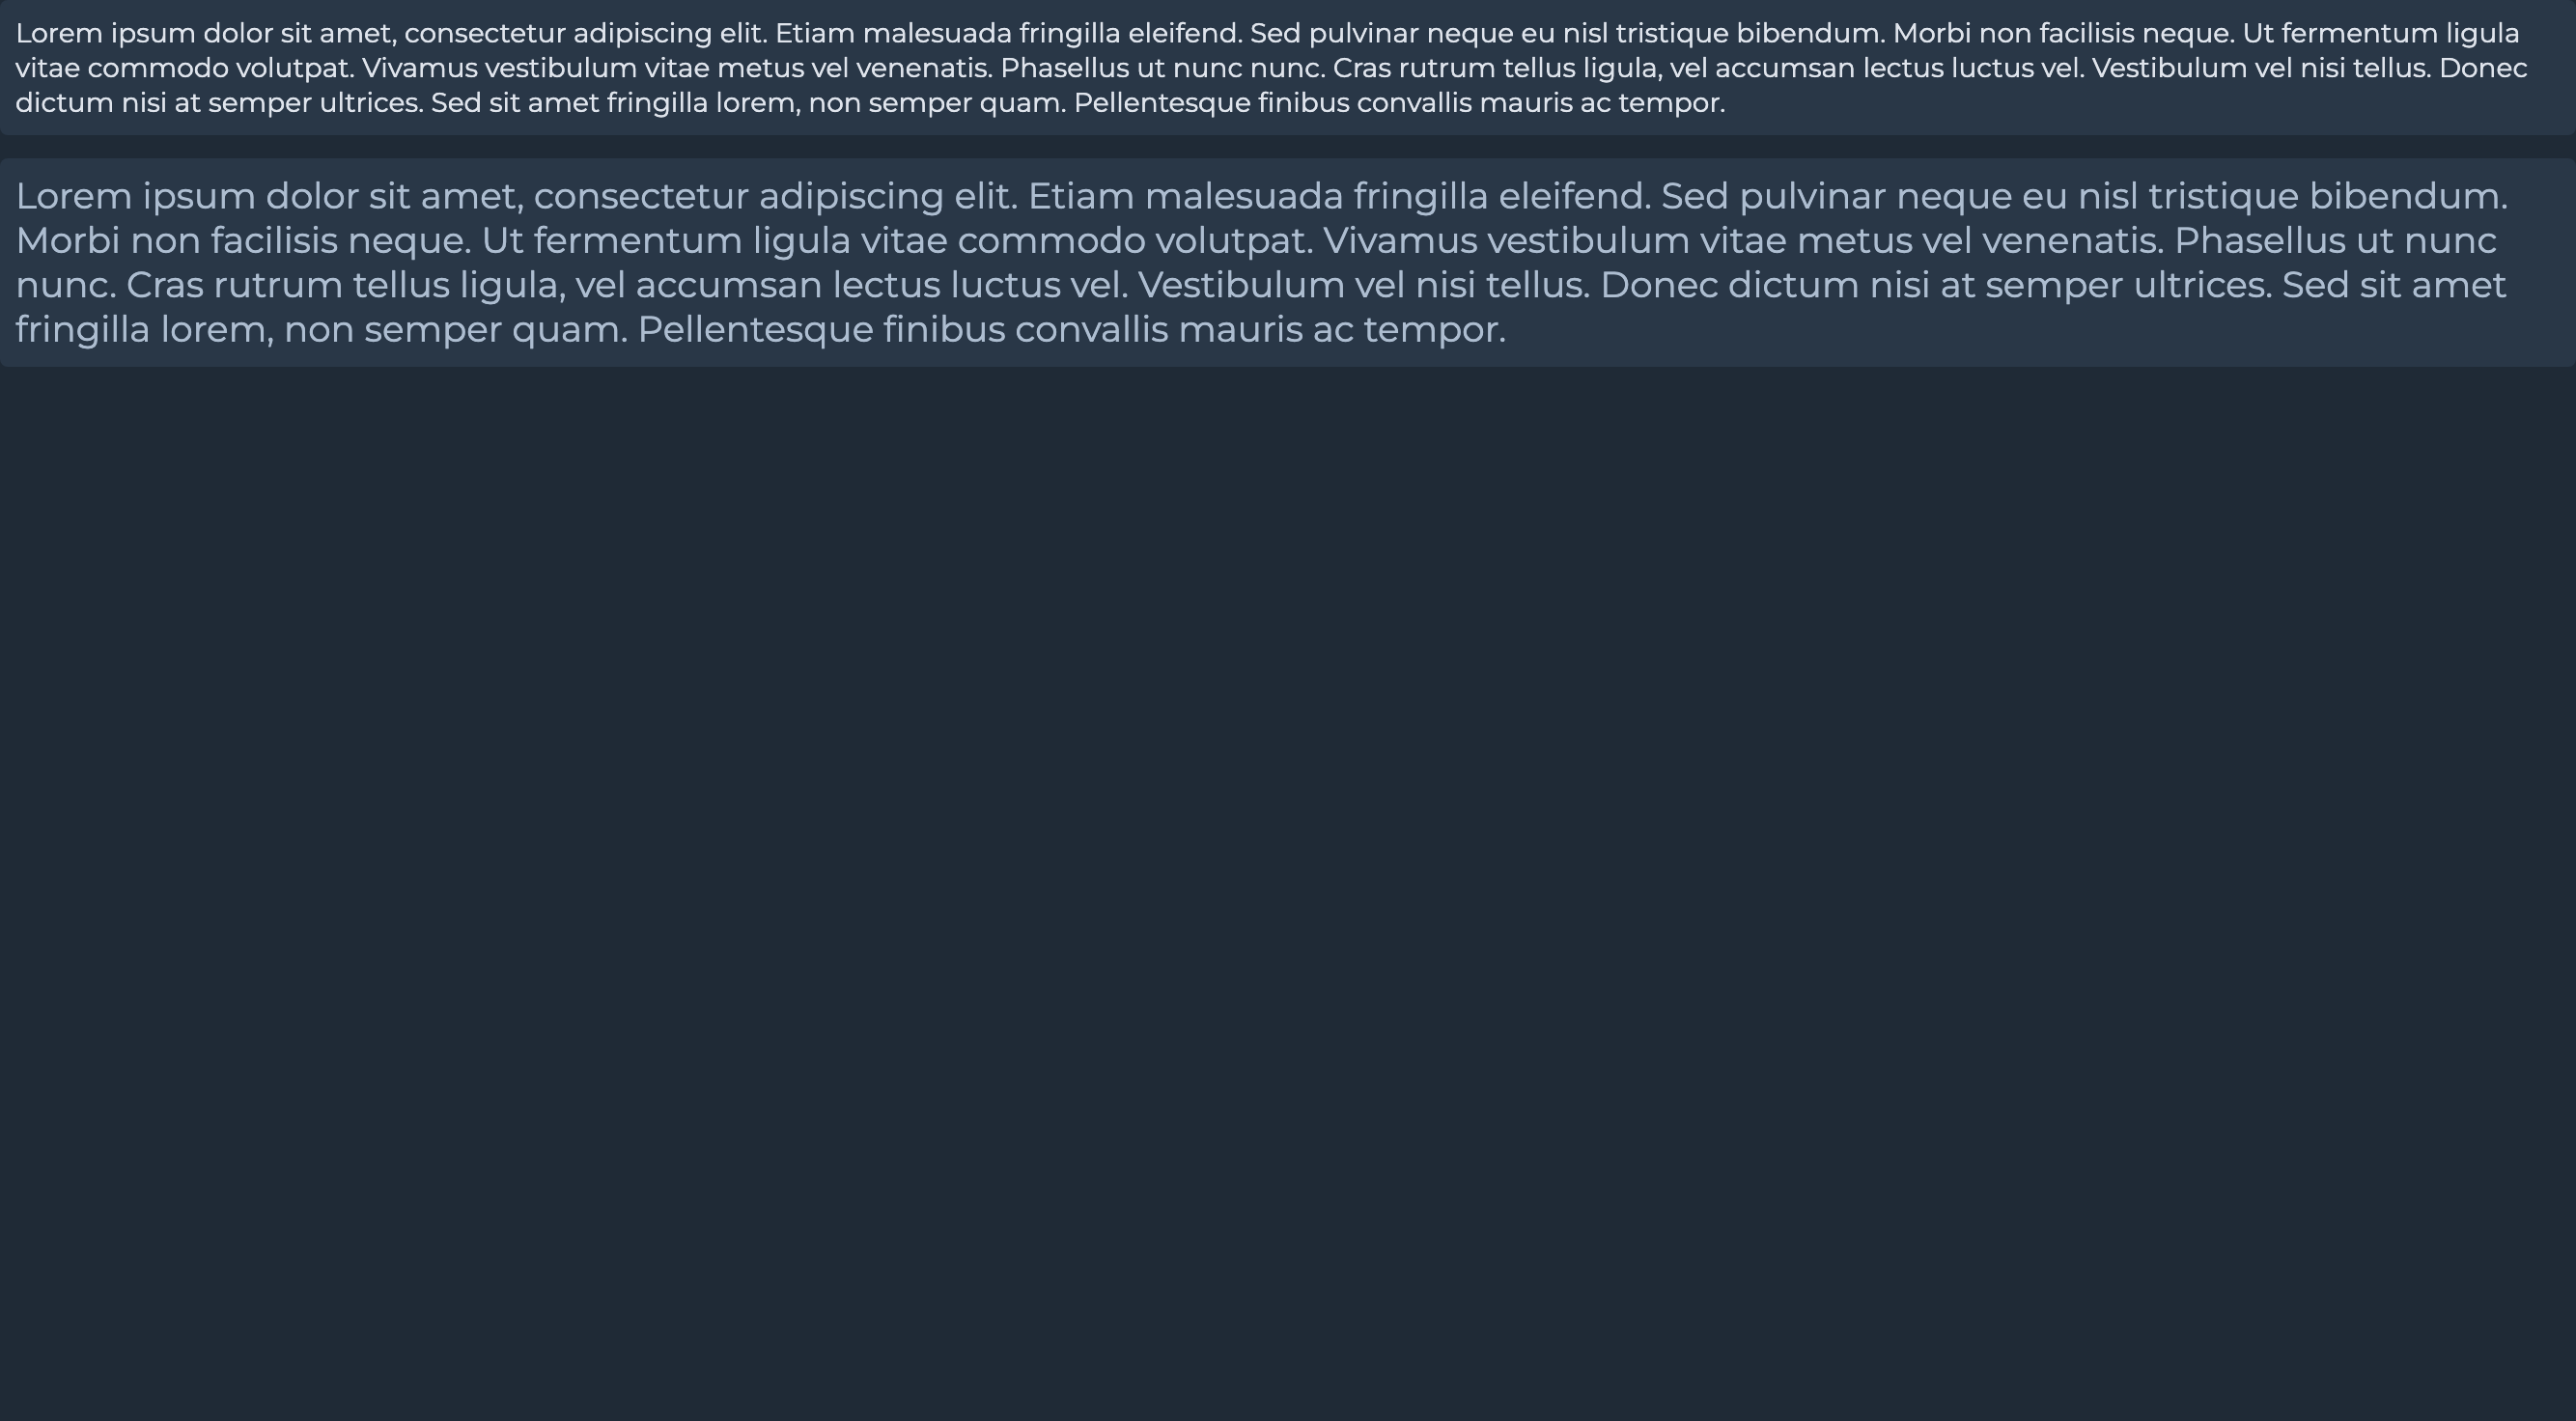 Lorem ipsum dolor sit amet, consectetur adipiscing elit. Etiam malesuada fringilla eleifend. Sed pulvinar neque eu nisl tristique bibendum. Morbi non facilisis neque. Ut fermentum ligula
vitae commodo volutpat. Vivamus vestibulum vitae metus vel venenatis. Phasellus ut nunc nunc. Cras rutrum tellus ligula, vel accumsan lectus luctus vel. Vestibulum vel nisi tellus. Donec
dictum nisi at semper ultrices. Sed sit amet fringilla lorem, non semper quam. Pellentesque finibus convallis mauris ac tempor.
Lorem ipsum dolor sit amet, consectetur adipiscing elit. Etiam malesuada fringilla eleifend. Sed pulvinar neque eu nisl tristique bibendum.
Morbi non facilisis neque. Ut fermentum ligula vitae commodo volutpat. Vivamus vestibulum vitae metus vel venenatis. Phasellus ut nunc
nunc. Cras rutrum tellus ligula, vel accumsan lectus luctus vel. Vestibulum vel nisi tellus. Donec dictum nisi at semper ultrices. Sed sit amet
fringilla lorem, non semper quam. Pellentesque finibus convallis mauris ac tempor.